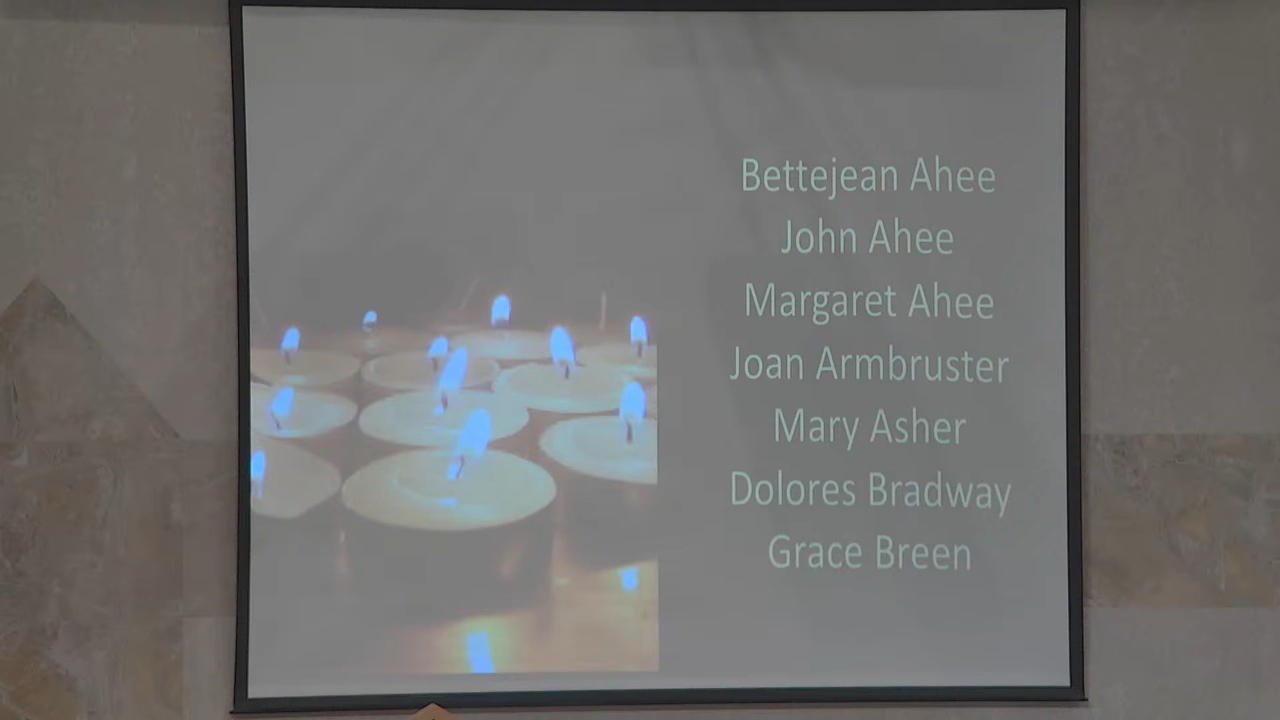 Bettejean Ahee
John Ahee
Margaret Ahee
Joan Armbruster
Mary Asher
Dolores Bradway
Grace Breen